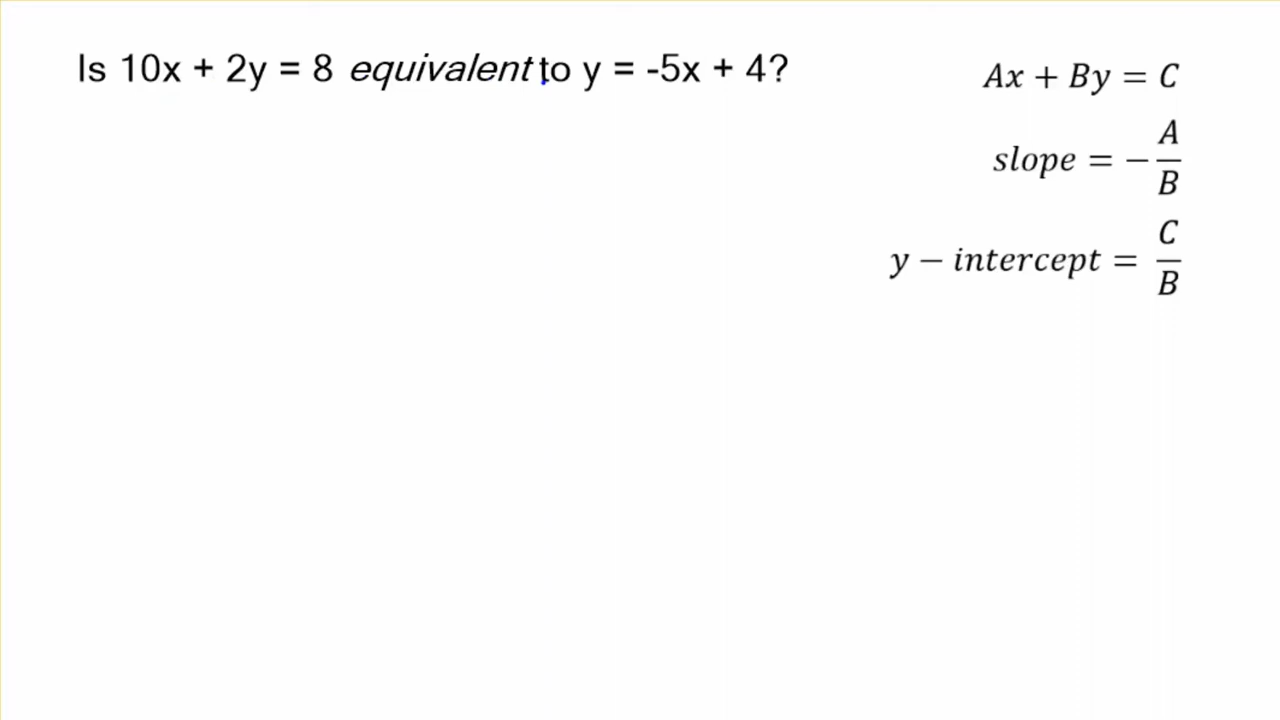 Is 10x + 2y = 8 equivalent to y = -5x + 4?
Ax + By = C
slope = −A/B
y − intercept = C/B